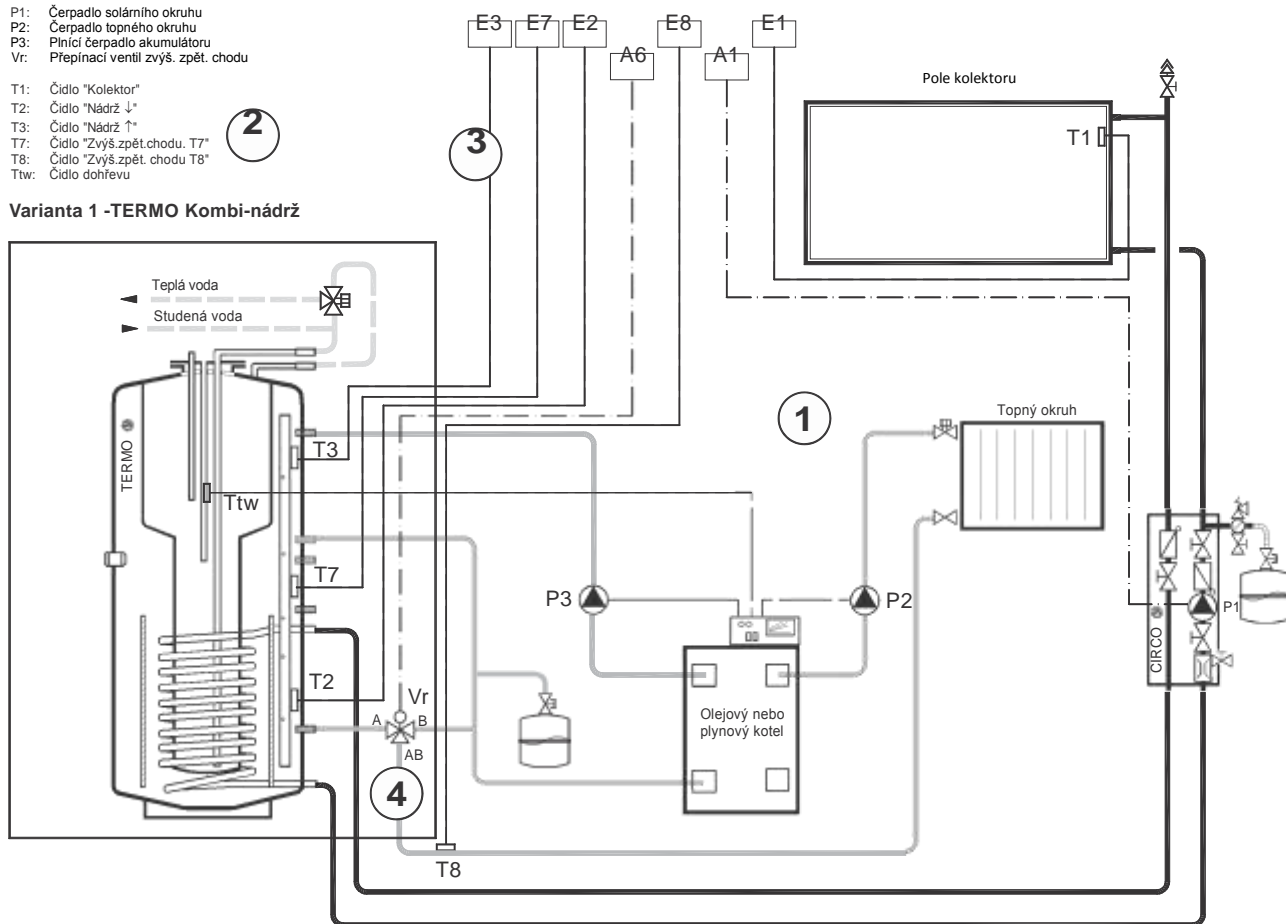 P1: Čerpadlo solárního okruhu
P2: Čerpadlo topného okruhu
P3: Plnící čerpadlo akumulátoru
Vr: Přepínací ventil zvýš. zpět. chodu
T1: Čidlo "Kolektor"
T2: Čidlo "Nádrž ↓"
T3: Čidlo "Nádrž ↑"
T7: Čidlo "Zvýš.zpět.chodu. T7"
T8: Čidlo "Zvýš.zpět. chodu T8"
Ttw: Čidlo dohřevu
2
3
E3
E7
E2
E8
E1
A6
A1
Pole kolektoru
T1
Varianta 1 -TERMO Kombi-nádrž
Teplá voda
Studená voda
TERMO
T3
Ttw
T7
T2
1
Topný okruh
P3
P2
P1
CIRCO
Vr
A
B
AB
Olejový nebo
plynový kotel
4
T8